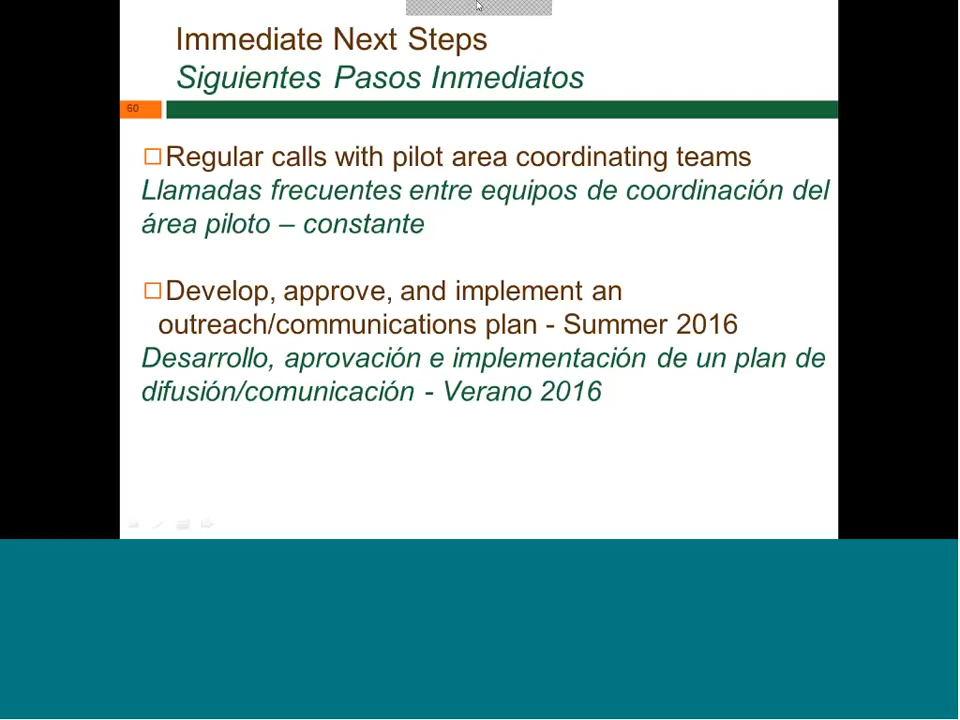 Immediate Next Steps
Siguientes Pasos Inmediatos
60
Regular calls with pilot area coordinating teams
Llamadas frecuentes entre equipos de coordinación del
área piloto – constante
Develop, approve, and implement an
outreach/communications plan - Summer 2016
Desarrollo, aprovación e implementación de un plan de
difusión/comunicación - Verano 2016